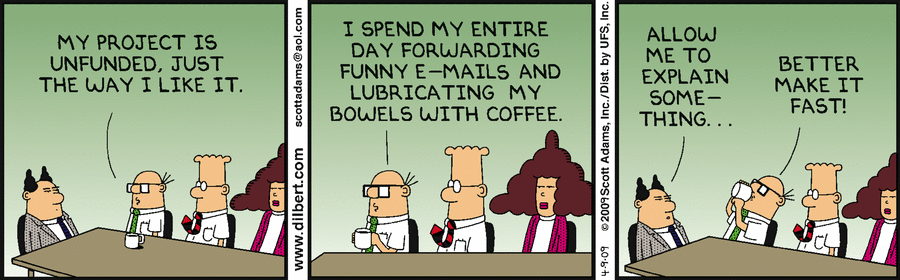 MY PROJECT IS
UNFUNDED, JUST
THE WAY I LIKE IT.
www.dilbert.com
scottadams@aol.com
I SPEND MY ENTIRE
DAY FORWARDING
FUNNY E-MAILS AND
LUBRICATING MY
BOWELS WITH COFFEE.
4-9-09
©2009 Scott Adams, Inc./Dist. by UFS, Inc.
ALLOW
ME TO
EXPLAIN
SOME-
THING...
BETTER
MAKE IT
FAST!